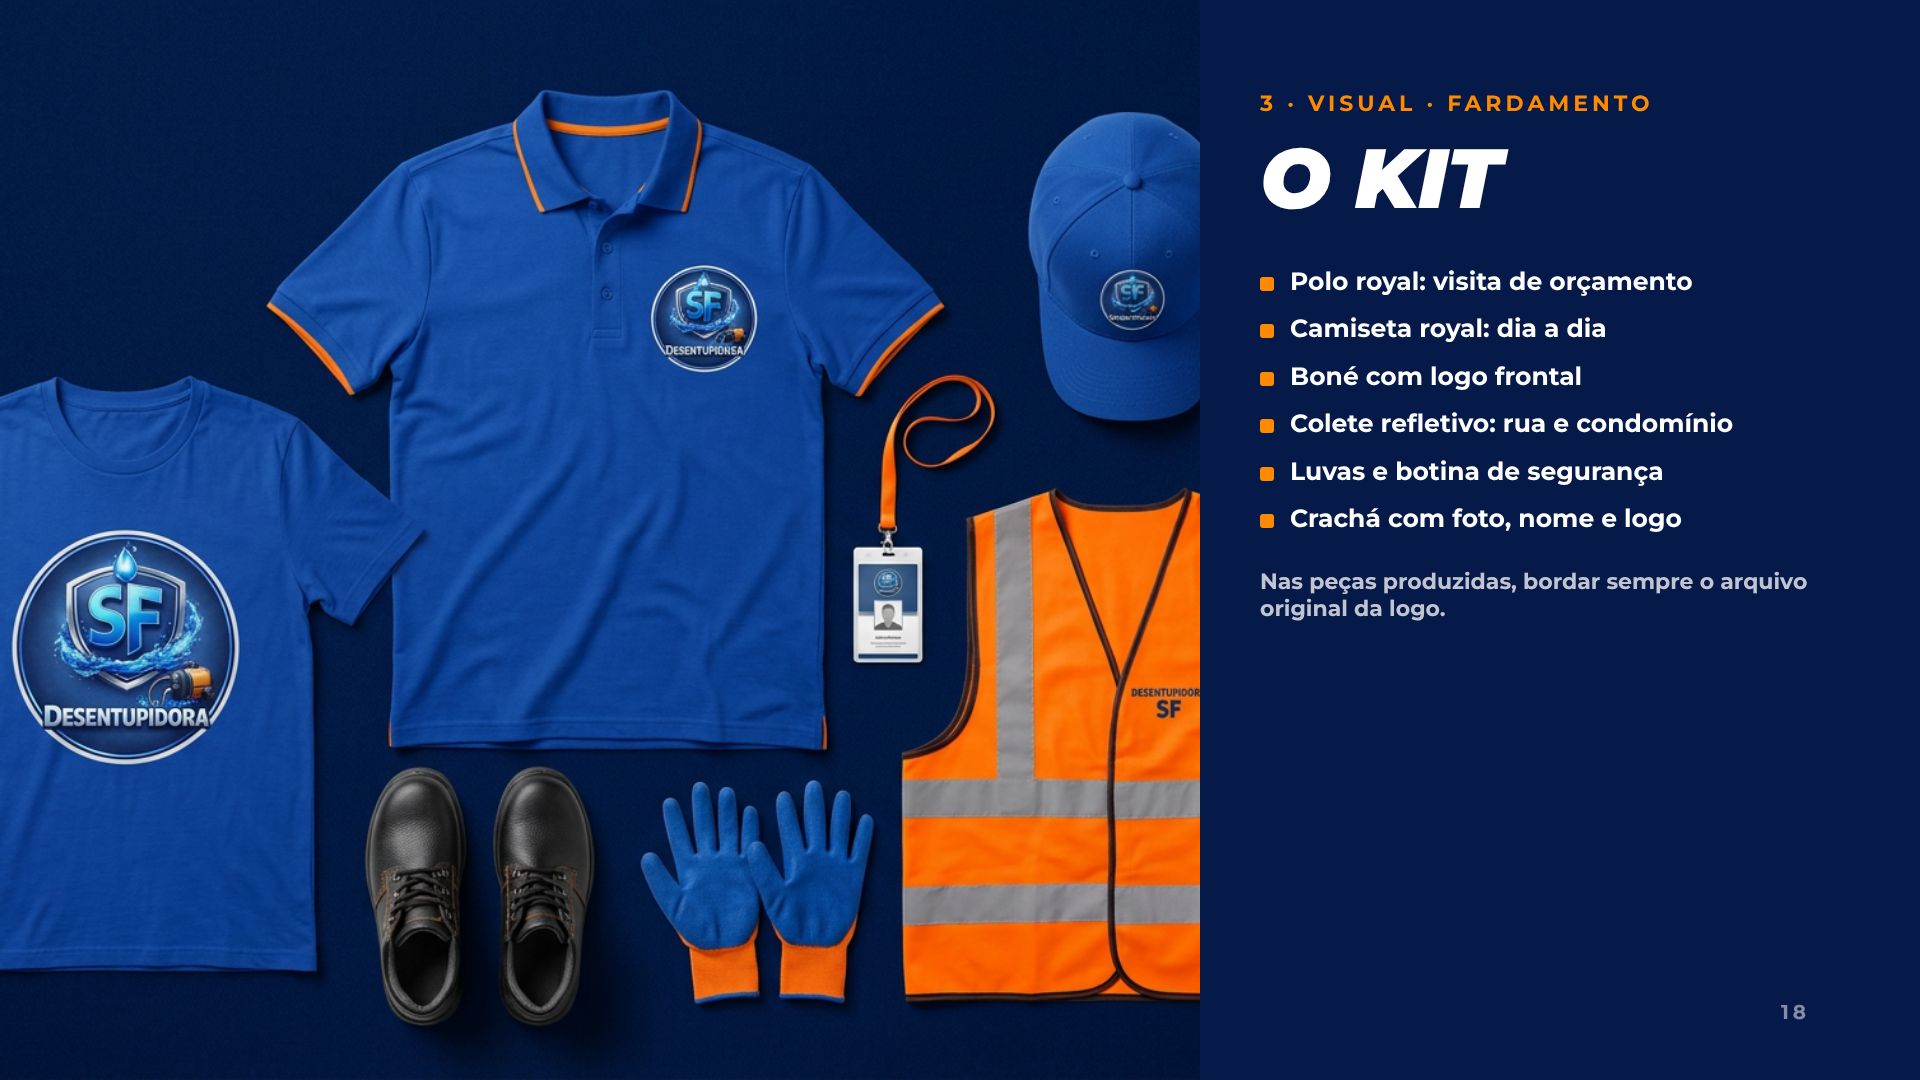 3 · VISUAL · FARDAMENTO
O KIT
Polo royal: visita de orçamento
Camiseta royal: dia a dia
Boné com logo frontal
Colete refletivo: rua e condomínio
Luvas e botina de segurança
Crachá com foto, nome e logo
Nas peças produzidas, bordar sempre o arquivo
original da logo.
18
SF
SF
DESENTUPIDORA
SF
DESENTUPIDOR
SF